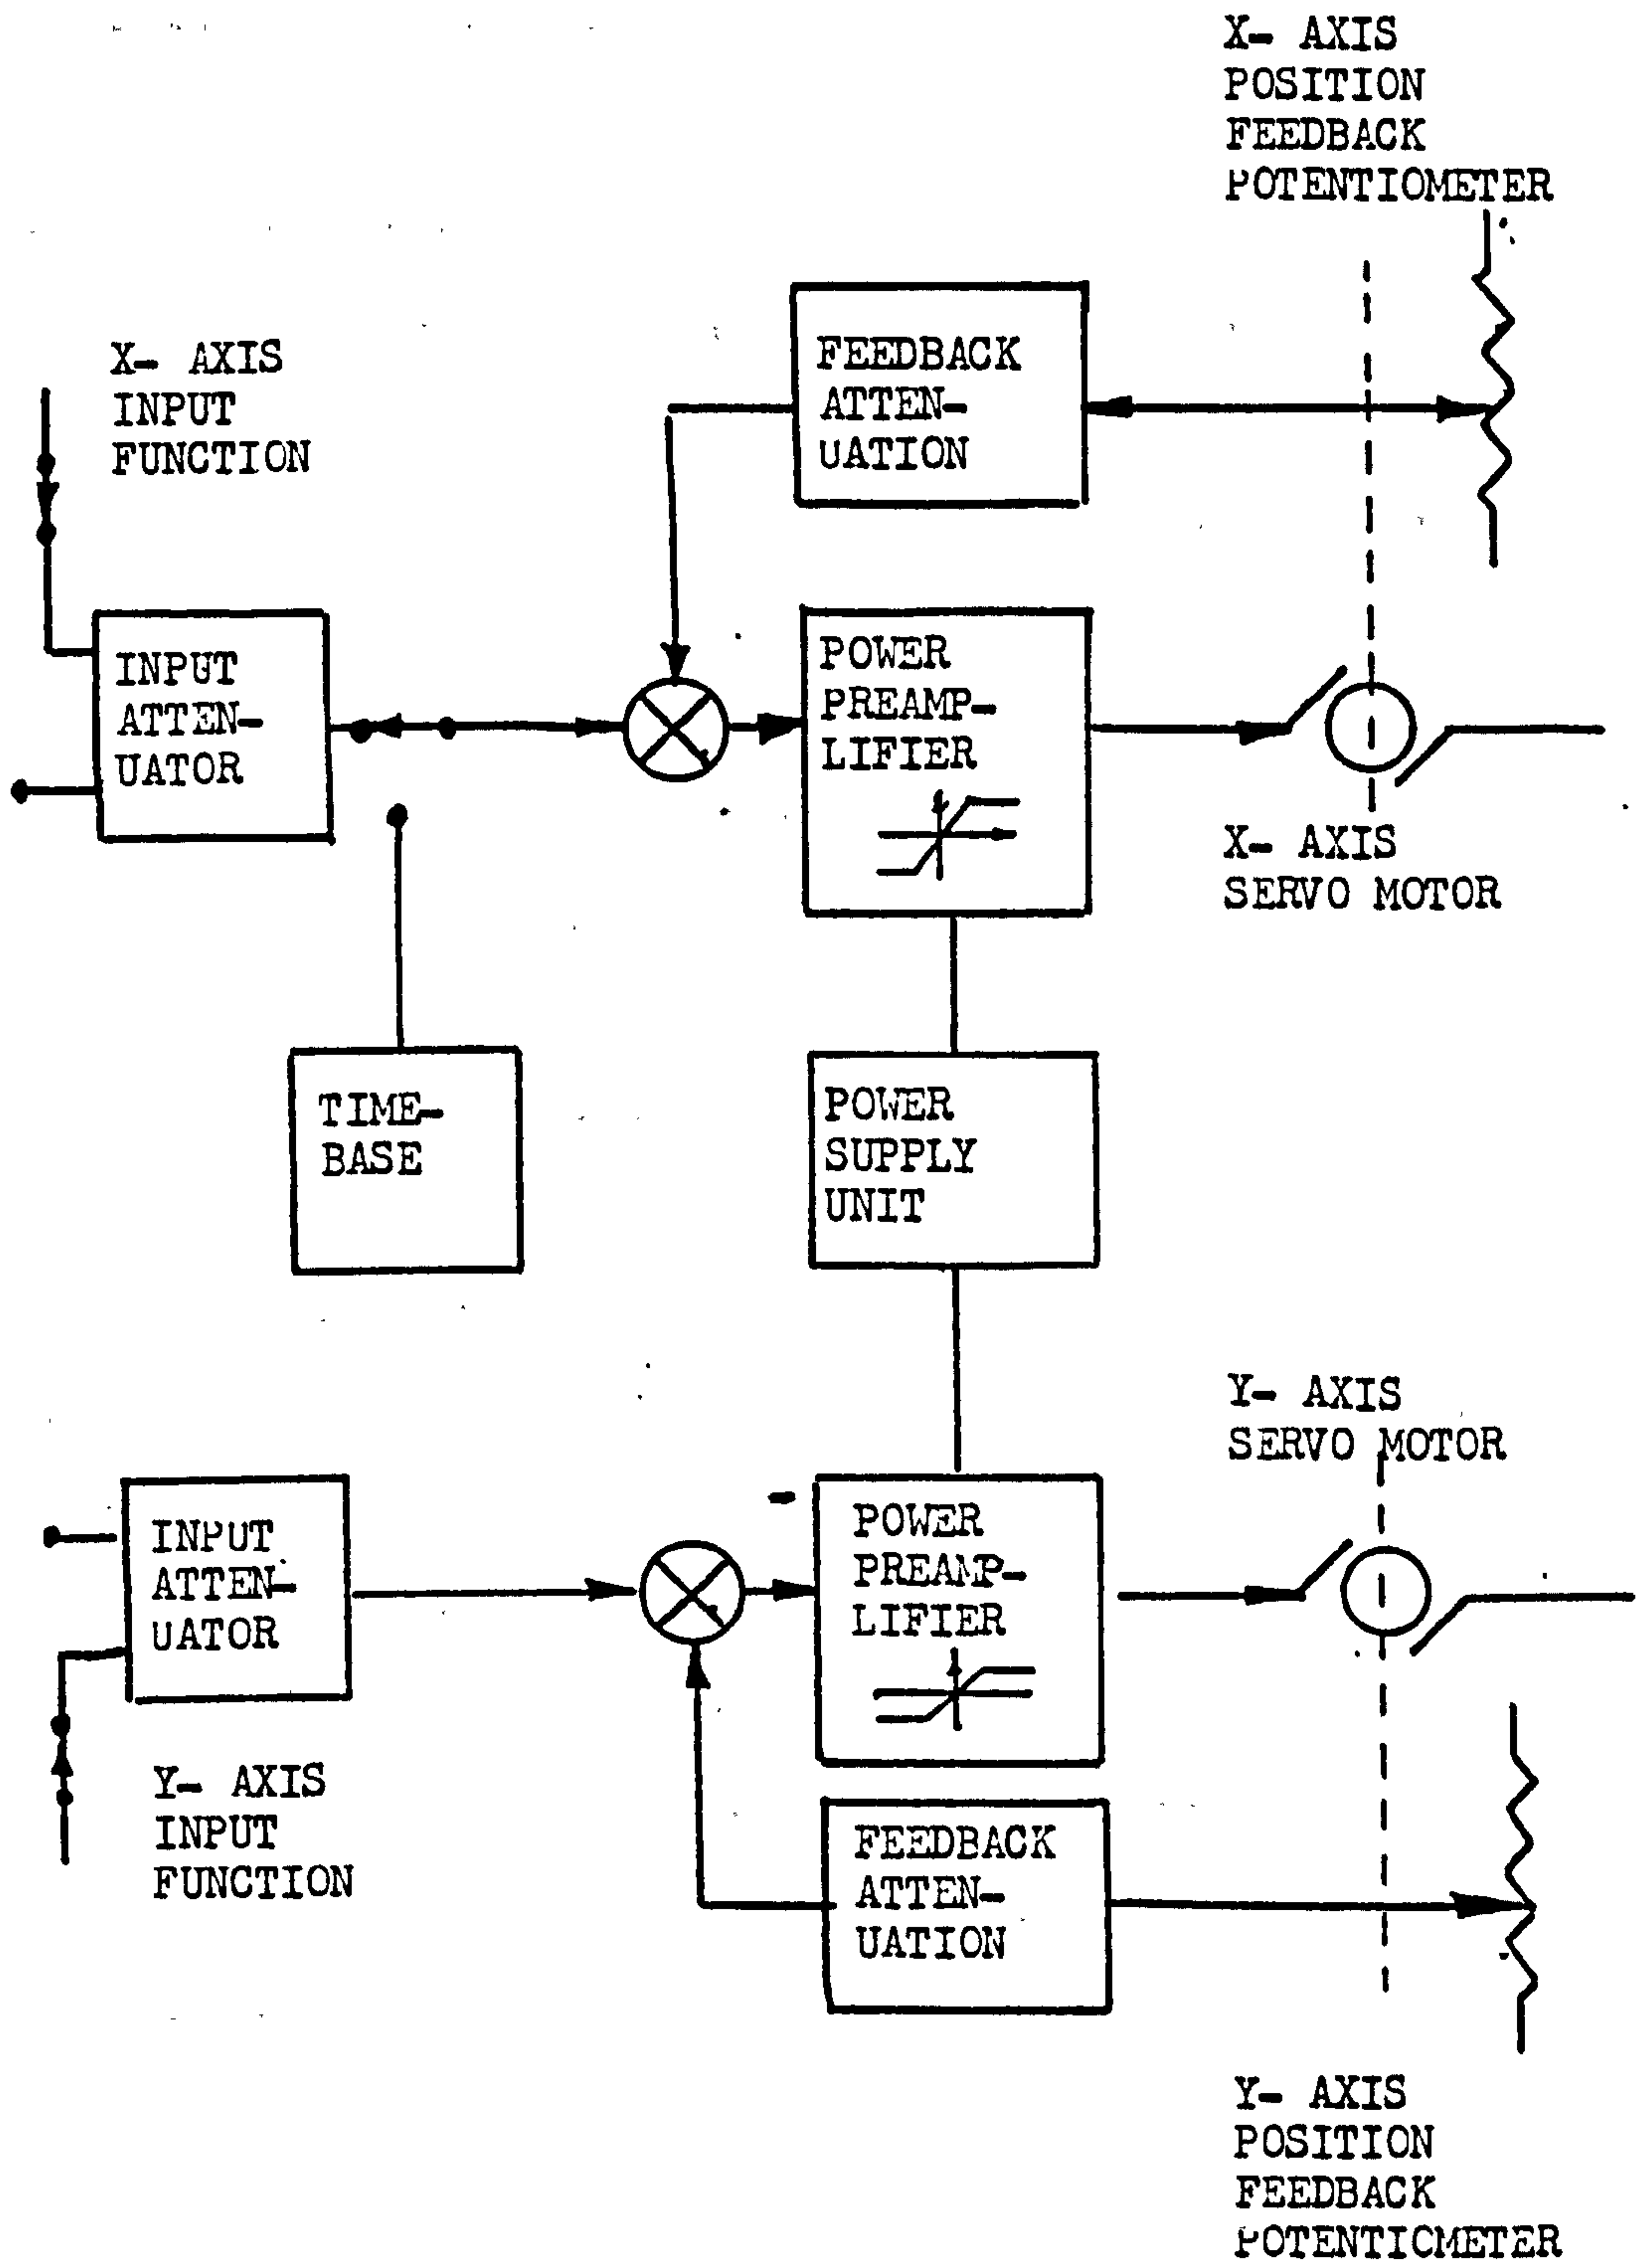 X- AXIS
POSITION
FEEDBACK
POTENTIOMETER
X- AXIS
INPUT
FUNCTION
FEEDBACK
ATTEN-
UATION
INPUT
ATTEN-
UATOR
POWER
PREAMP-
LIFIER
X- AXIS
SERVO MOTOR
TIME-
BASE
POWER
SUPPLY
UNIT
Y- AXIS
SERVO MOTOR
INPUT
ATTEN-
UATOR
POWER
PREAMP-
LIFIER
Y- AXIS
INPUT
FUNCTION
FEEDBACK
ATTEN-
UATION
Y- AXIS
POSITION
FEEDBACK
POTENTIOMETER